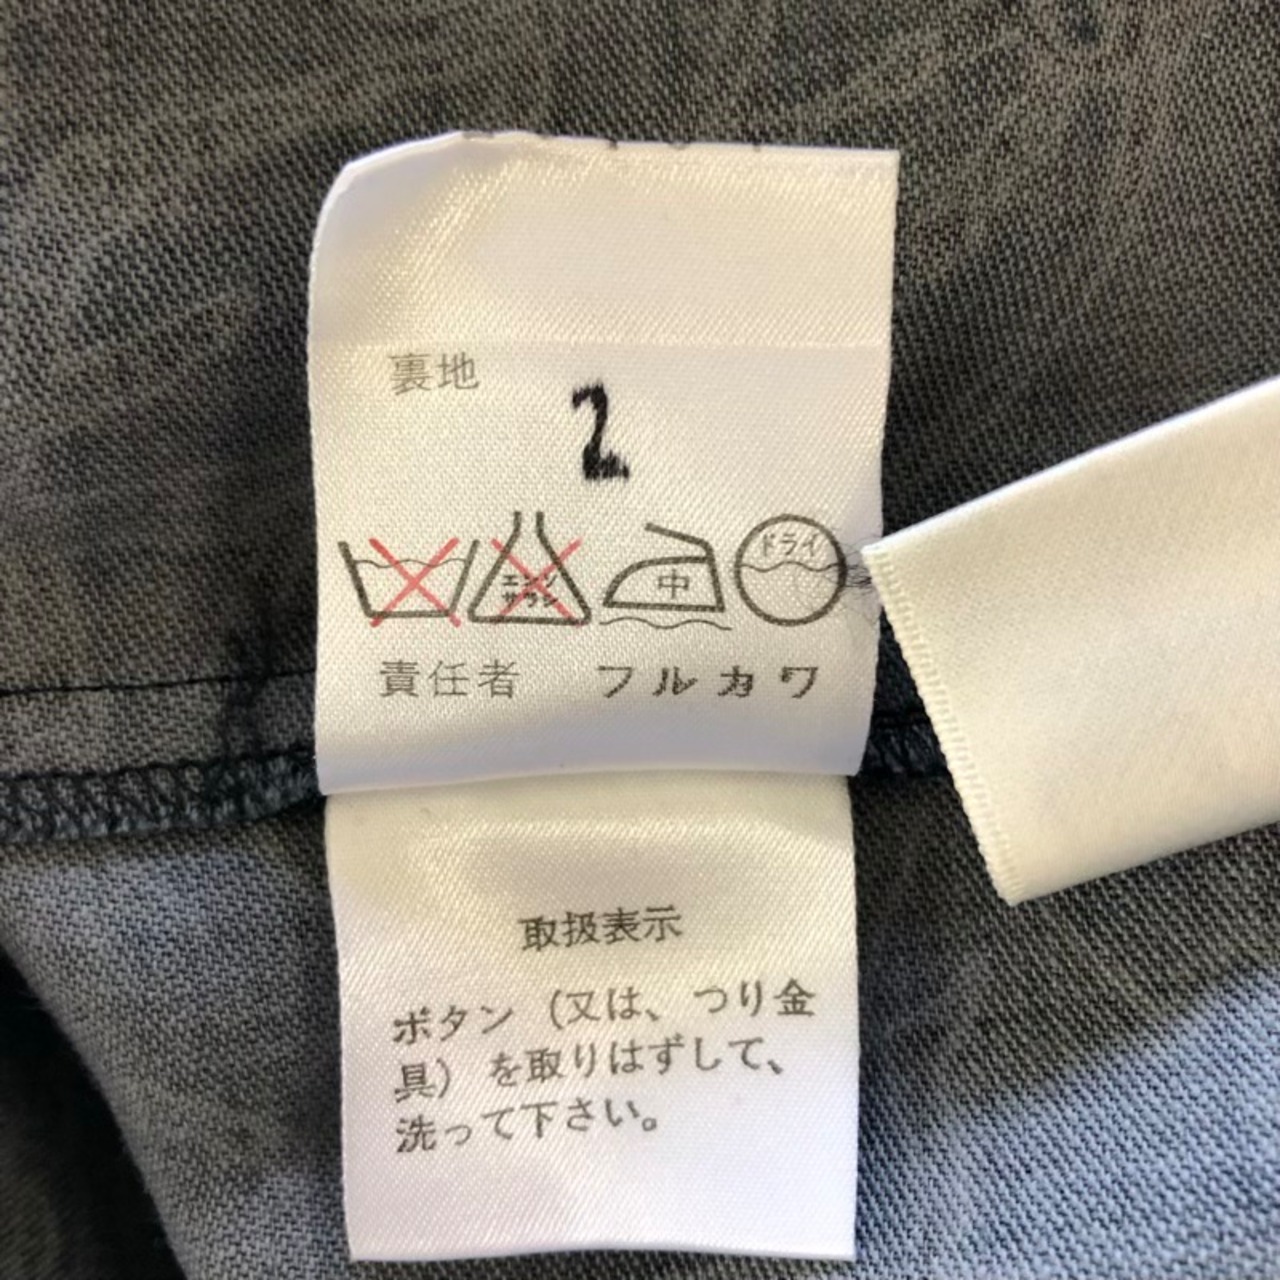 裏地
2
エンソ
サラシ
中
ドライ
責任者 フルカワ
取扱表示
ボタン（又は、つり金
具）を取りはずして、
洗って下さい。